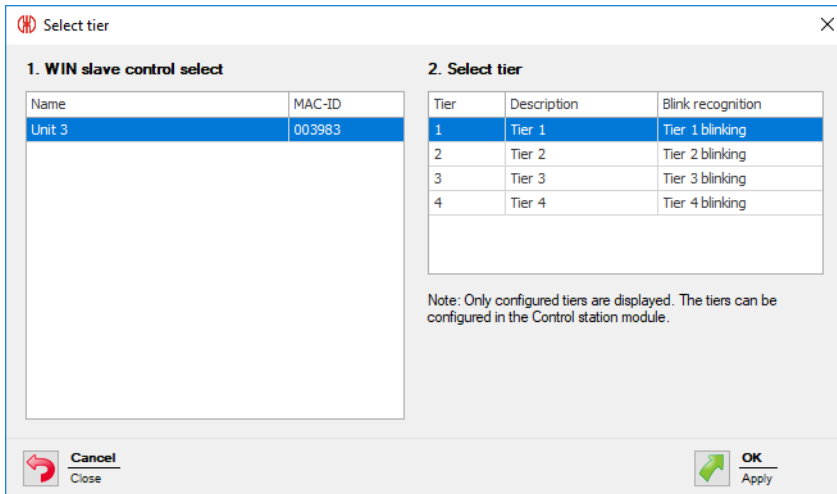 Select tier
1. WIN slave control select
Name MAC-ID
Unit 3 003983
2. Select tier
Tier Description Blink recognition
1 Tier 1 Tier 1 blinking
2 Tier 2 Tier 2 blinking
3 Tier 3 Tier 3 blinking
4 Tier 4 Tier 4 blinking
Note: Only configured tiers are displayed. The tiers can be
configured in the Control station module.
Cancel
Close
OK
Apply